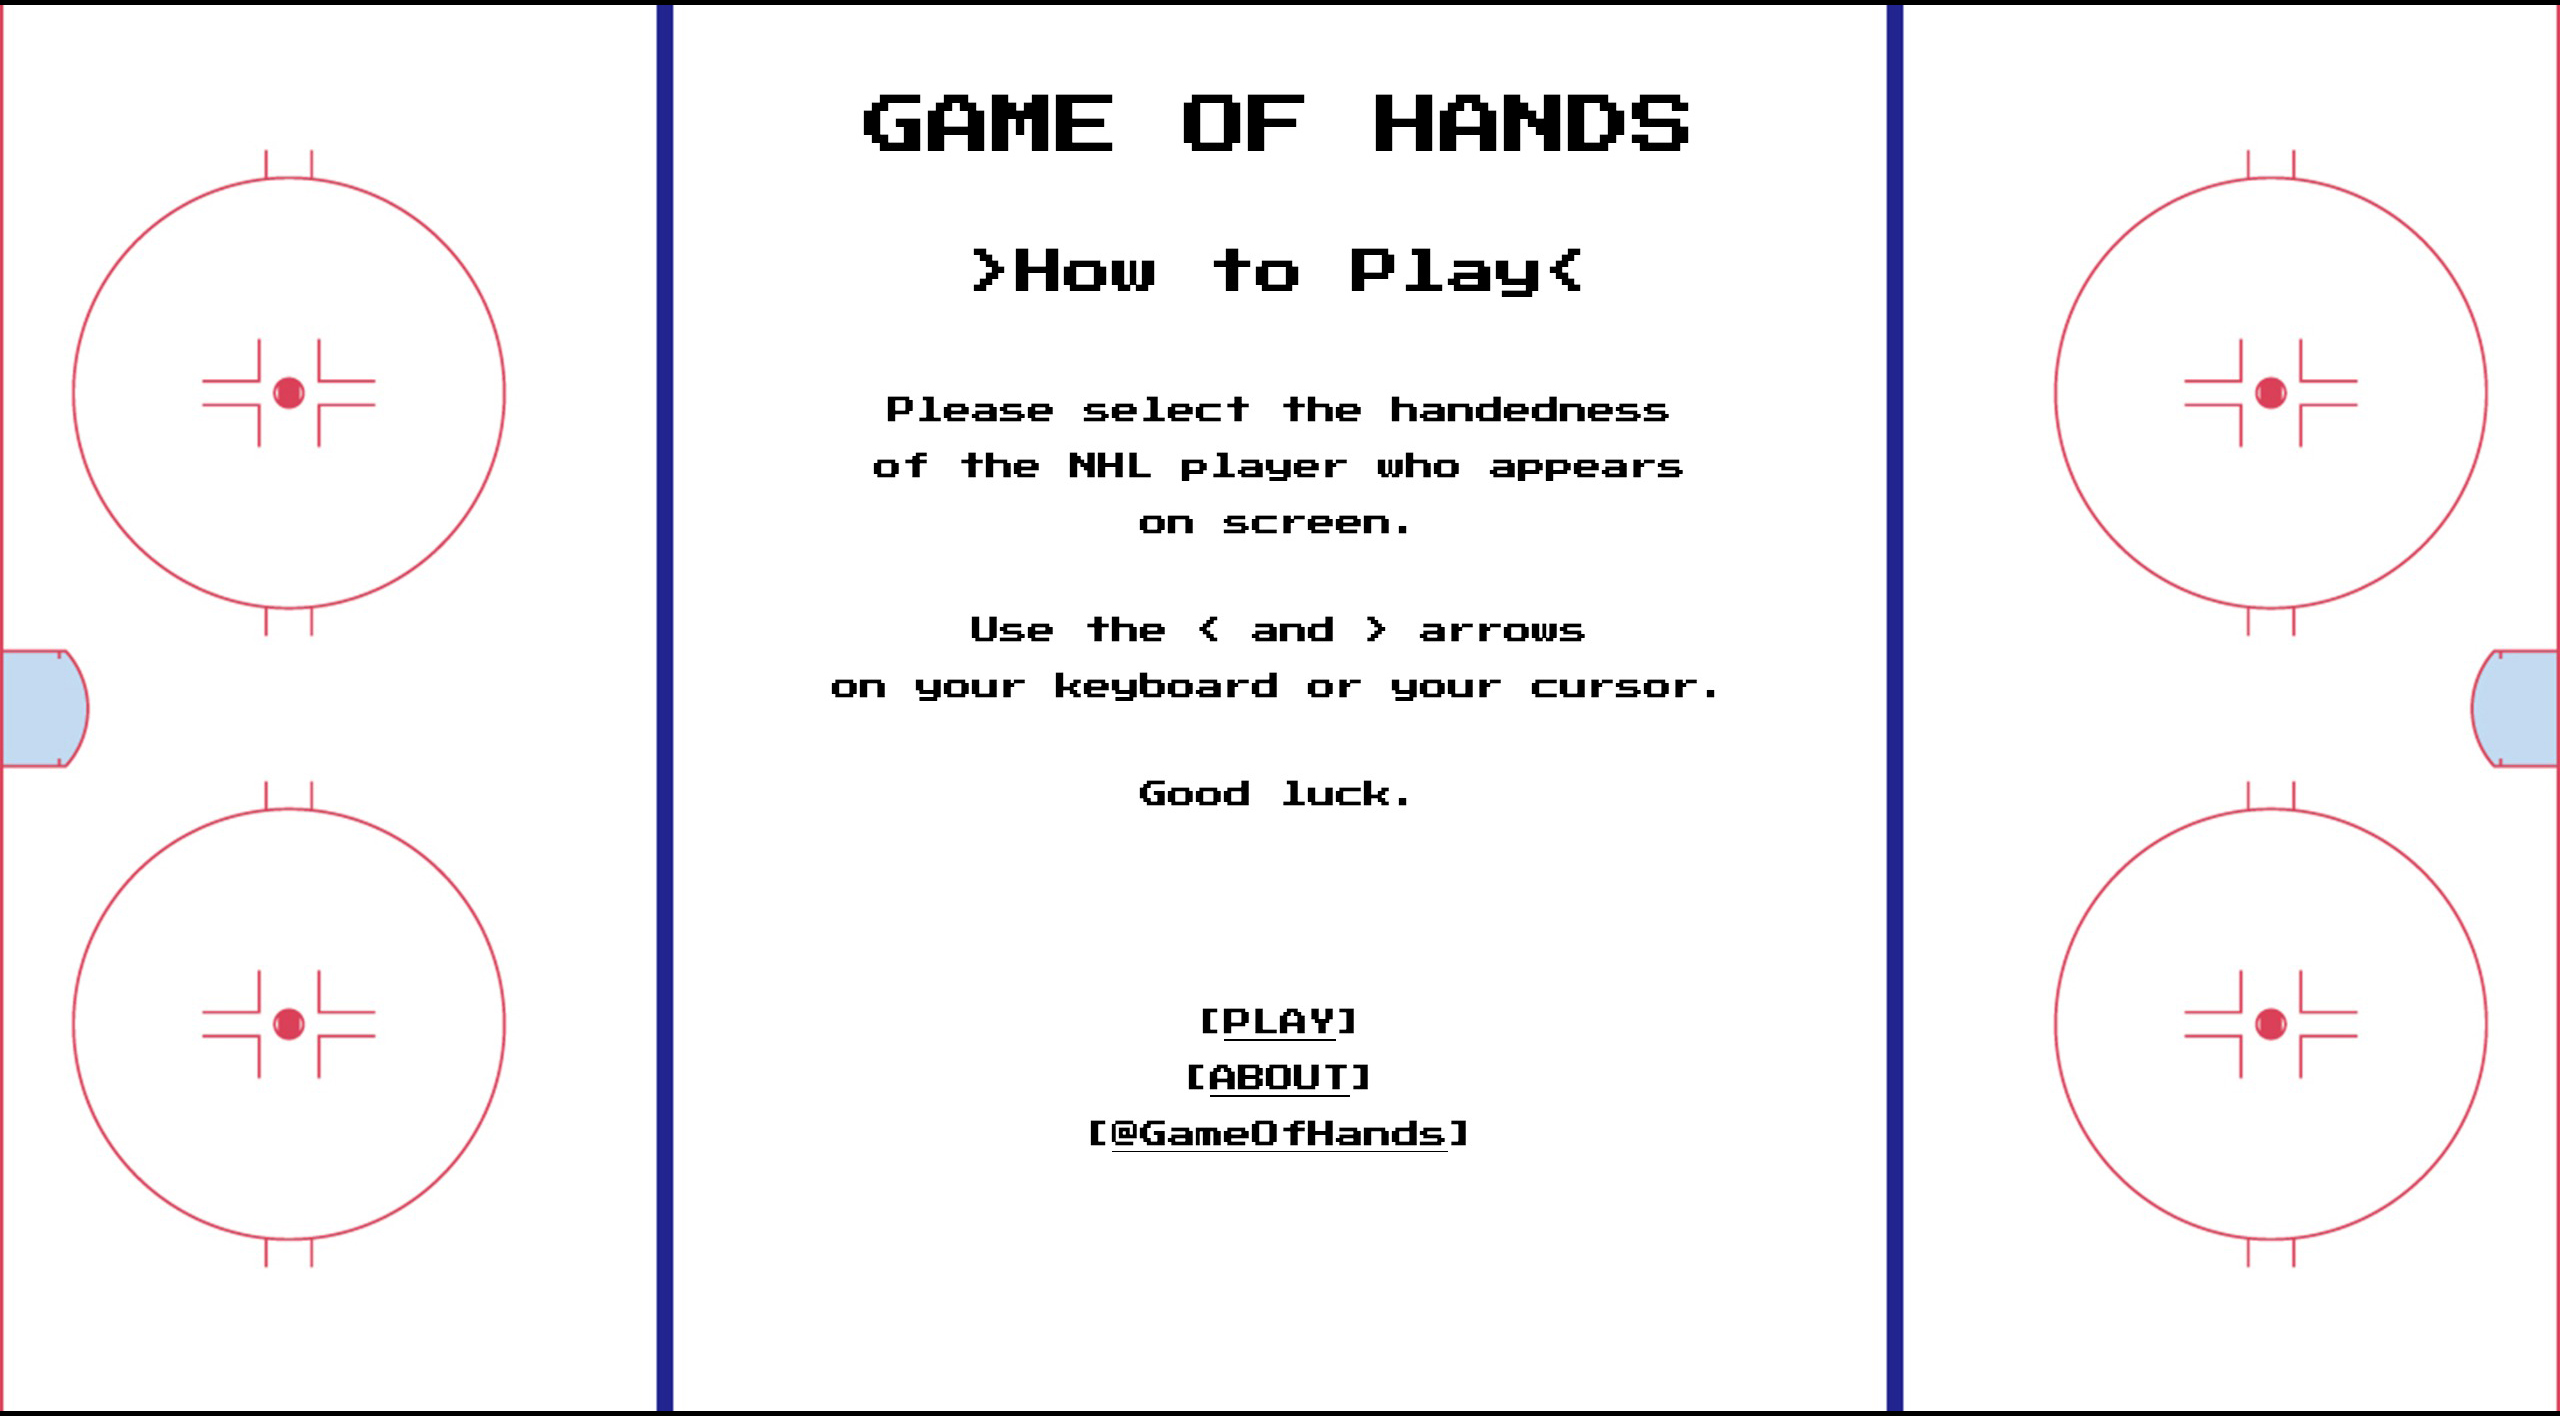 GAME OF HANDS
>How to Play<
Please select the handedness
of the NHL player who appears
on screen.
Use the < and > arrows
on your keyboard or your cursor.
Good luck.
[PLAY]
[ABOUT]
[@GameOfHands]